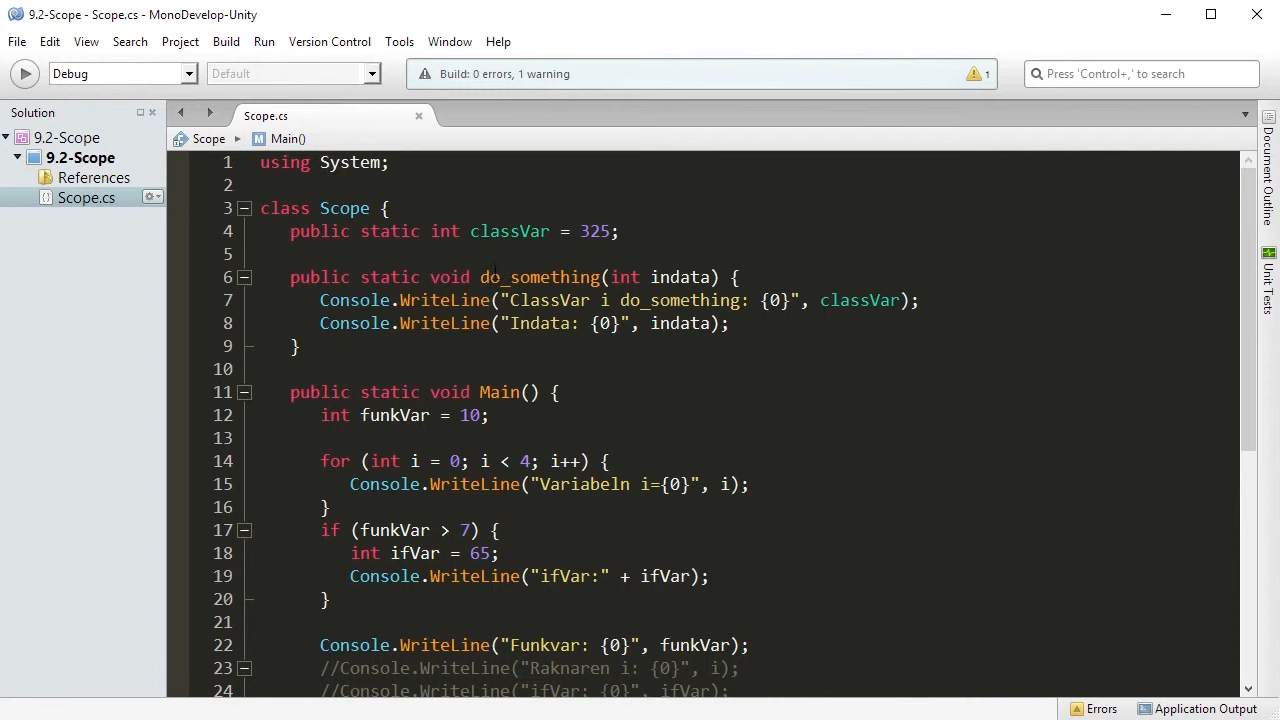 9.2-Scope - Scope.cs - MonoDevelop-Unity
File Edit View Search Project Build Run Version Control Tools Window Help
Debug Default Build: 0 errors, 1 warning 1 Press 'Control+,' to search
Solution
9.2-Scope
9.2-Scope
References
Scope.cs
Scope.cs
Scope Main()
1 using System;
2
3 class Scope {
4 public static int classVar = 325;
5
6 public static void do_something(int indata) {
7 Console.WriteLine("ClassVar i do_something: {0}", classVar);
8 Console.WriteLine("Indata: {0}", indata);
9 }
10
11 public static void Main() {
12 int funkVar = 10;
13
14 for (int i = 0; i < 4; i++) {
15 Console.WriteLine("Variabeln i={0}", i);
16 }
17 if (funkVar > 7) {
18 int ifVar = 65;
19 Console.WriteLine("ifVar:" + ifVar);
20 }
21
22 Console.WriteLine("Funkvar: {0}", funkVar);
23 //Console.WriteLine("Raknaren i: {0}", i);
24 //Console.WriteLine("ifVar: {0}", ifVar);
Document Outline
Unit Tests
Errors Application Output